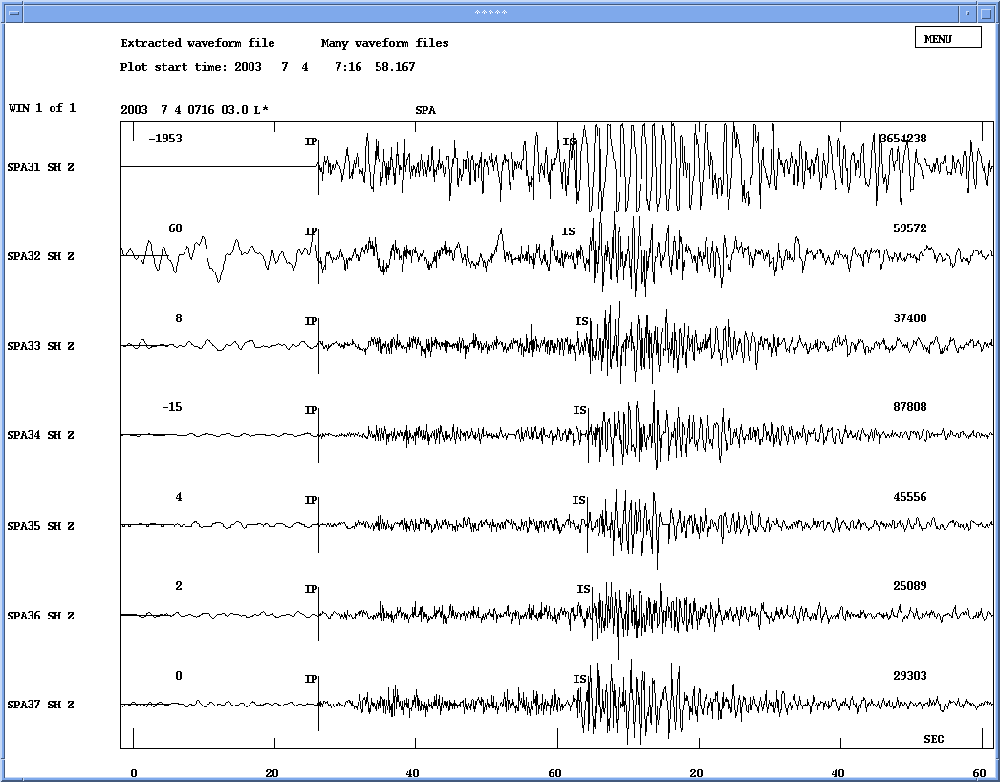 *****
Extracted waveform file Many waveform files
MENU
Plot start time: 2003 7 4 7:16 58.167
WIN 1 of 1
2003 7 4 0716 03.0 L* SPA
-1953 IP IS 3654238
SPA31 SH Z
68 IP IS 59572
SPA32 SH Z
8 IP IS 37400
SPA33 SH Z
-15 IP IS 87808
SPA34 SH Z
4 IP IS 45556
SPA35 SH Z
2 IP IS 25089
SPA36 SH Z
0 IP IS 29303
SPA37 SH Z
SEC
0 20 40 60 20 40 60